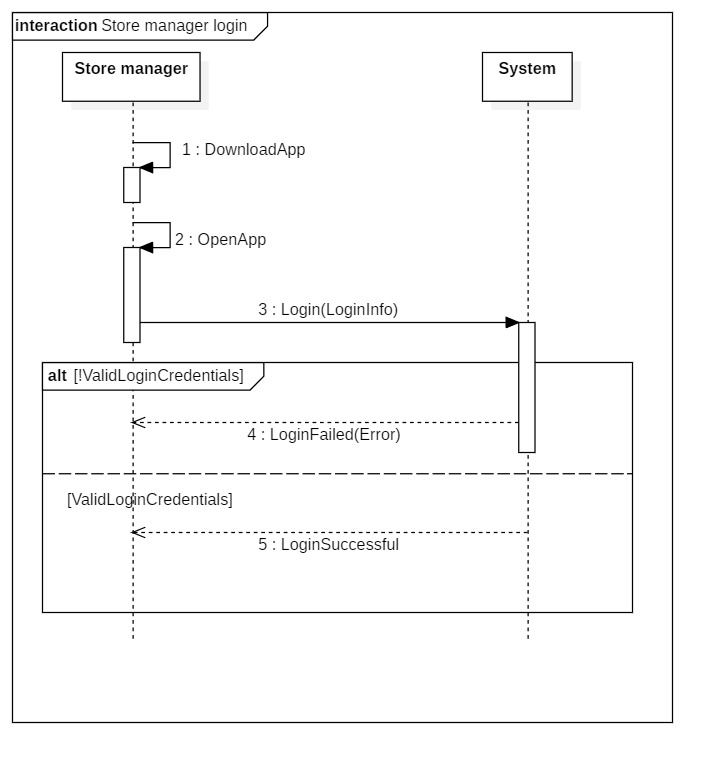 interaction Store manager login
Store manager
System
1 : DownloadApp
2 : OpenApp
3 : Login(LoginInfo)
alt [!ValidLoginCredentials]
4 : LoginFailed(Error)
[ValidLoginCredentials]
5 : LoginSuccessful